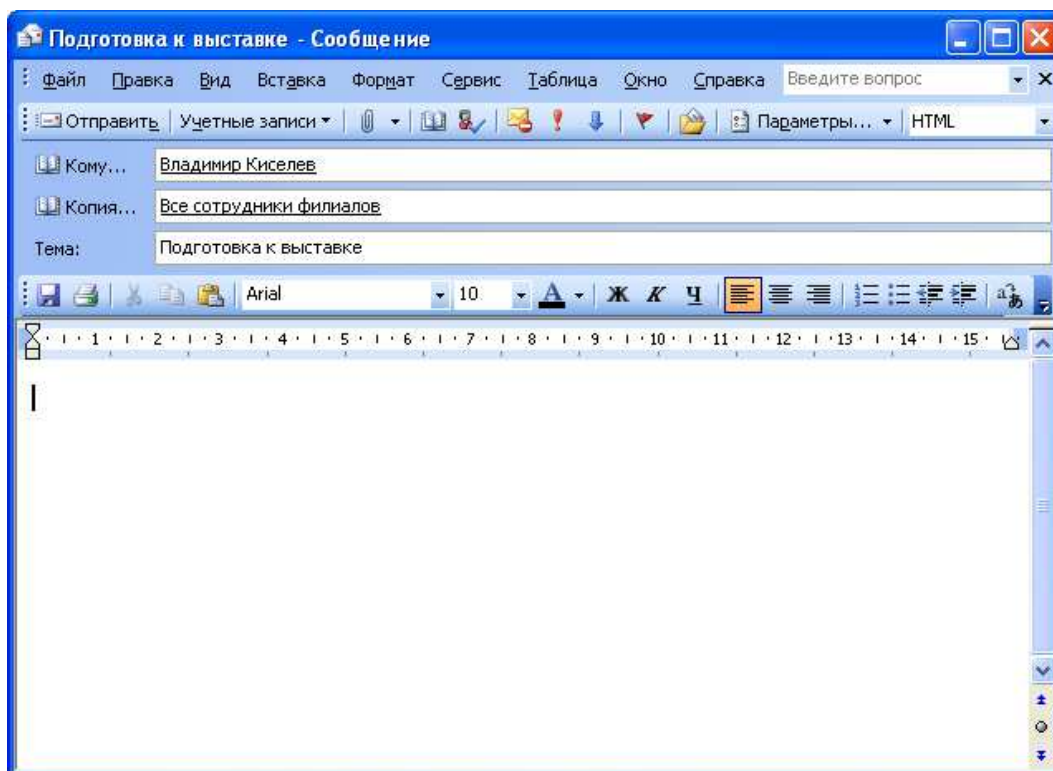 Подготовка к выставке - Сообщение
Файл Правка Вид Вставка Формат Сервис Таблица Окно Справка Введите вопрос
Отправить Учетные записи Параметры... HTML
Кому... Владимир Киселев
Копия... Все сотрудники филиалов
Тема: Подготовка к выставке
Arial 10 А Ж К Ч
1 2 3 4 5 6 7 8 9 10 11 12 13 14 15